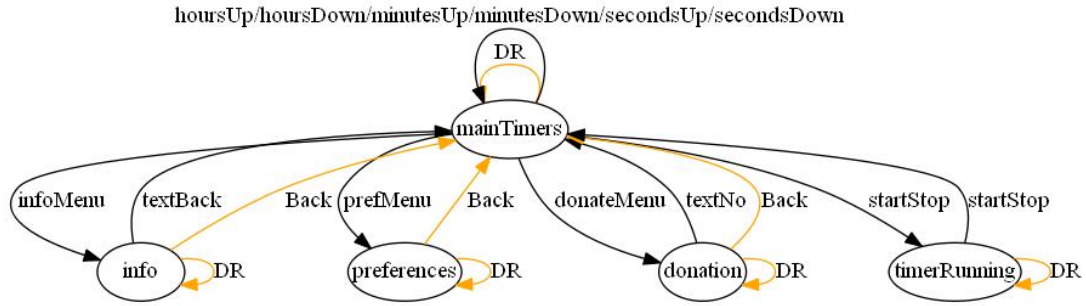 hoursUp/hoursDown/minutesUp/minutesDown/secondsUp/secondsDown
DR
mainTimers
infoMenu textBack Back prefMenu Back donateMenu textNo Back startStop startStop
info DR preferences DR donation DR timerRunning DR